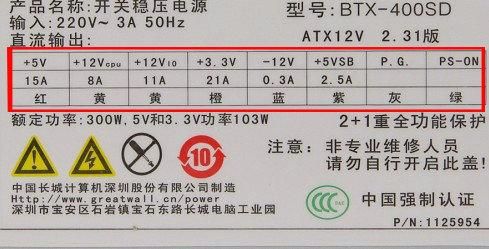 产品名称：开关稳压电源 型号：BTX-400SD
输入：220V～ 3A 50Hz ATX12V 2.31版
直流输出：
+5V +12Vcpu +12VIO +3.3V -12V +5VSB P.G. PS-ON
15A 8A 11A 21A 0.3A 2.5A
红 黄 黄 橙 蓝 紫 灰 绿
额定功率：300W,5V和3.3V功率103W 2+1重全功能保护
注意：非专业维修人员
请勿自行开启此盖!
10
中国长城计算机深圳股份有限公司制造
Http://www.greatwall.cn/power
深圳市宝安区石岩镇宝石东路长城电脑工业园
CCC
中国强制认证
P/N:1125954